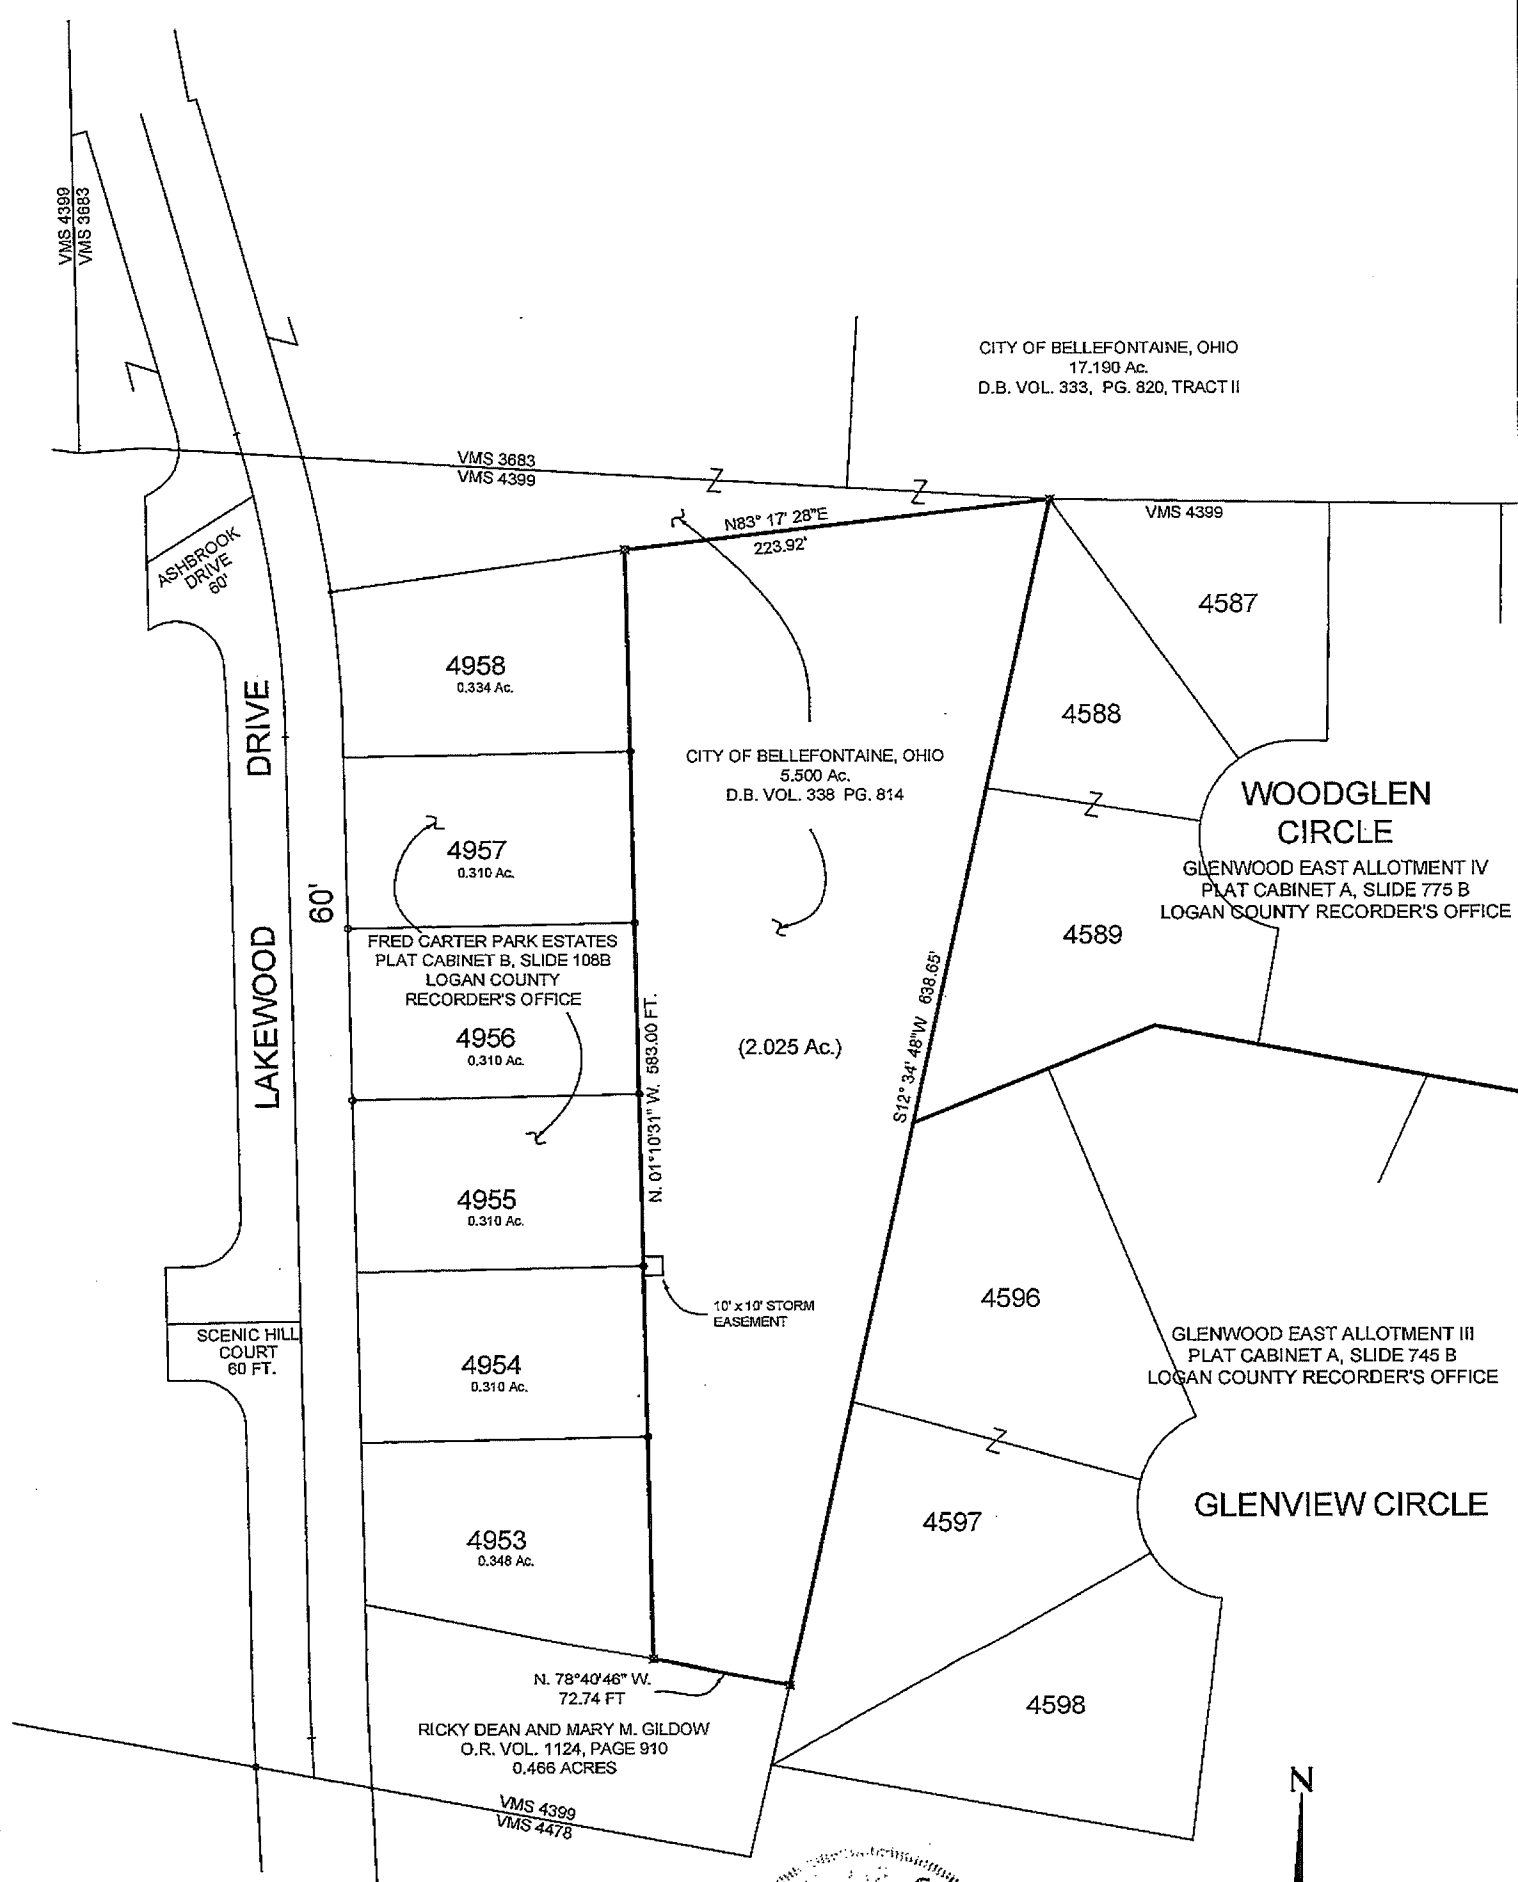 VMS 4399
VMS 3683
CITY OF BELLEFONTAINE, OHIO
17.190 Ac.
D.B. VOL. 333, PG. 820, TRACT II
VMS 3683
VMS 4399
N83° 17' 28"E
223.92'
VMS 4399
ASHBROOK
DRIVE
60'
4587
4958
0.334 Ac.
4588
LAKEWOOD DRIVE
60'
CITY OF BELLEFONTAINE, OHIO
5.500 Ac.
D.B. VOL. 338 PG. 814
WOODGLEN
CIRCLE
GLENWOOD EAST ALLOTMENT IV
PLAT CABINET A, SLIDE 775 B
LOGAN COUNTY RECORDER'S OFFICE
4957
0.310 Ac.
4589
FRED CARTER PARK ESTATES
PLAT CABINET B, SLIDE 108B
LOGAN COUNTY
RECORDER'S OFFICE
4956
0.310 Ac.
N. 01°10'31" W. 583.00 FT.
(2.025 Ac.)
S12° 34' 48"W 638.65'
4955
0.310 Ac.
10' x 10' STORM
EASEMENT
4596
SCENIC HILL
COURT
60 FT.
GLENWOOD EAST ALLOTMENT III
PLAT CABINET A, SLIDE 745 B
LOGAN COUNTY RECORDER'S OFFICE
4954
0.310 Ac.
GLENVIEW CIRCLE
4597
4953
0.348 Ac.
N. 78°40'46" W.
72.74 FT
4598
RICKY DEAN AND MARY M. GILDOW
O.R. VOL. 1124, PAGE 910
0.466 ACRES
VMS 4399
VMS 4478
N